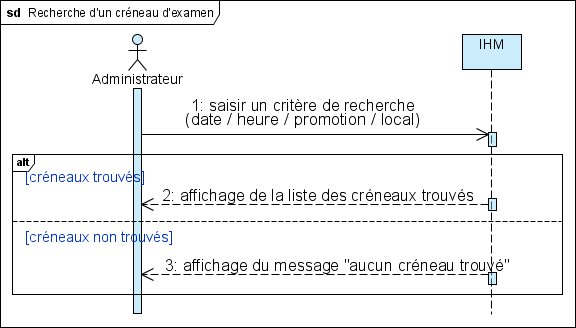 sd Recherche d'un créneau d'examen
IHM
Administrateur
1: saisir un critère de recherche
(date / heure / promotion / local)
alt
[créneaux trouvés]
2: affichage de la liste des créneaux trouvés
[créneaux non trouvés]
3: affichage du message "aucun créneau trouvé"